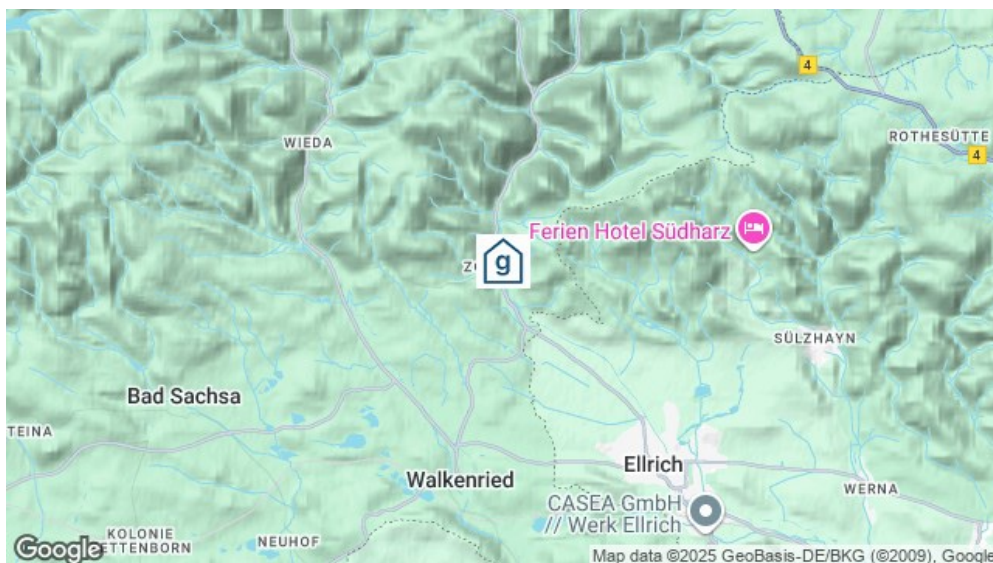 4
ROTHESÜTTE
4
WIEDA
Ferien Hotel Südharz
g
SÜLZHAYN
Bad Sachsa
TEINA
Ellrich
Walkenried
WERNA
CASEA GmbH
// Werk Ellrich
KOLONIE
ETTENBORN
NEUHOF
Google
Map data ©2025 GeoBasis-DE/BKG (©2009), Google